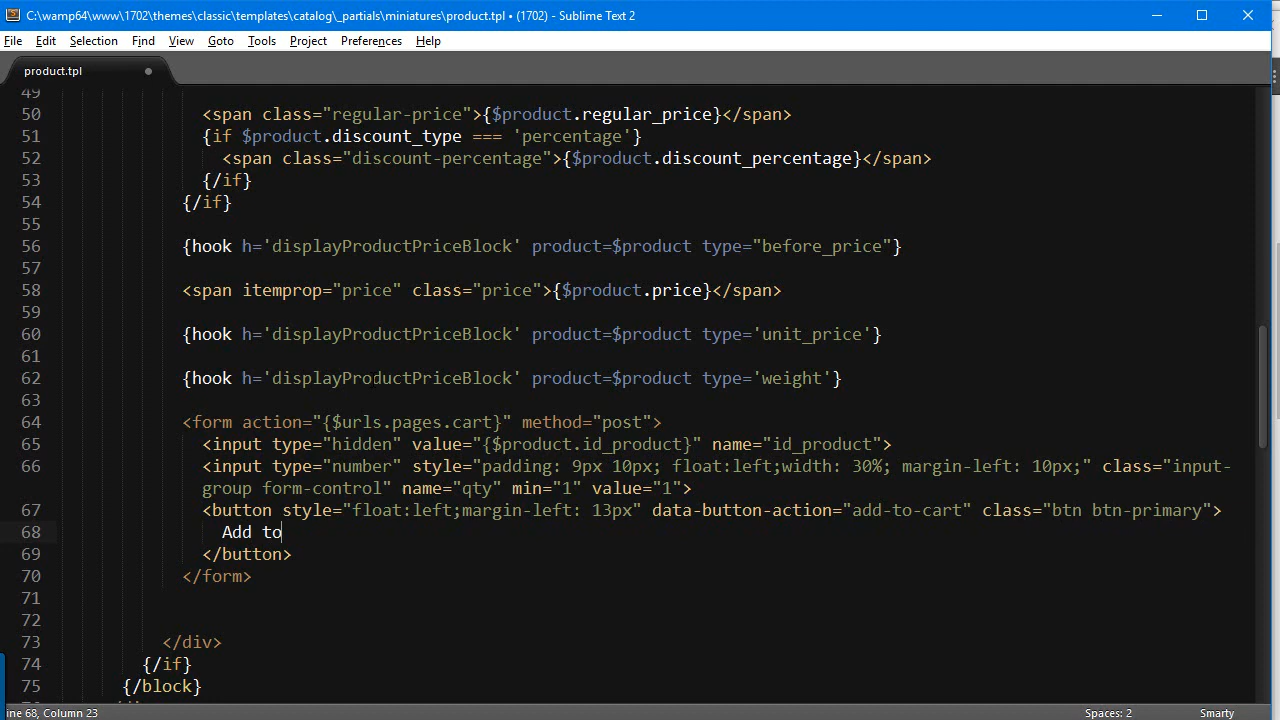 C:\wamp64\www\1702\themes\classic\templates\catalog\_partials\miniatures\product.tpl • (1702) - Sublime Text 2
File Edit Selection Find View Goto Tools Project Preferences Help
product.tpl
49
50 <span class="regular-price">{$product.regular_price}</span>
51 {if $product.discount_type === 'percentage'}
52 <span class="discount-percentage">{$product.discount_percentage}</span>
53 {/if}
54 {/if}
55
56 {hook h='displayProductPriceBlock' product=$product type="before_price"}
57
58 <span itemprop="price" class="price">{$product.price}</span>
59
60 {hook h='displayProductPriceBlock' product=$product type='unit_price'}
61
62 {hook h='displayProductPriceBlock' product=$product type='weight'}
63
64 <form action="{$urls.pages.cart}" method="post">
65 <input type="hidden" value="{$product.id_product}" name="id_product">
66 <input type="number" style="padding: 9px 10px; float:left;width: 30%; margin-left: 10px;" class="input-
group form-control" name="qty" min="1" value="1">
67 <button style="float:left;margin-left: 13px" data-button-action="add-to-cart" class="btn btn-primary">
68 Add to
69 </button>
70 </form>
71
72
73 </div>
74 {/if}
75 {/block}
ine 68, Column 23 Spaces: 2 Smarty